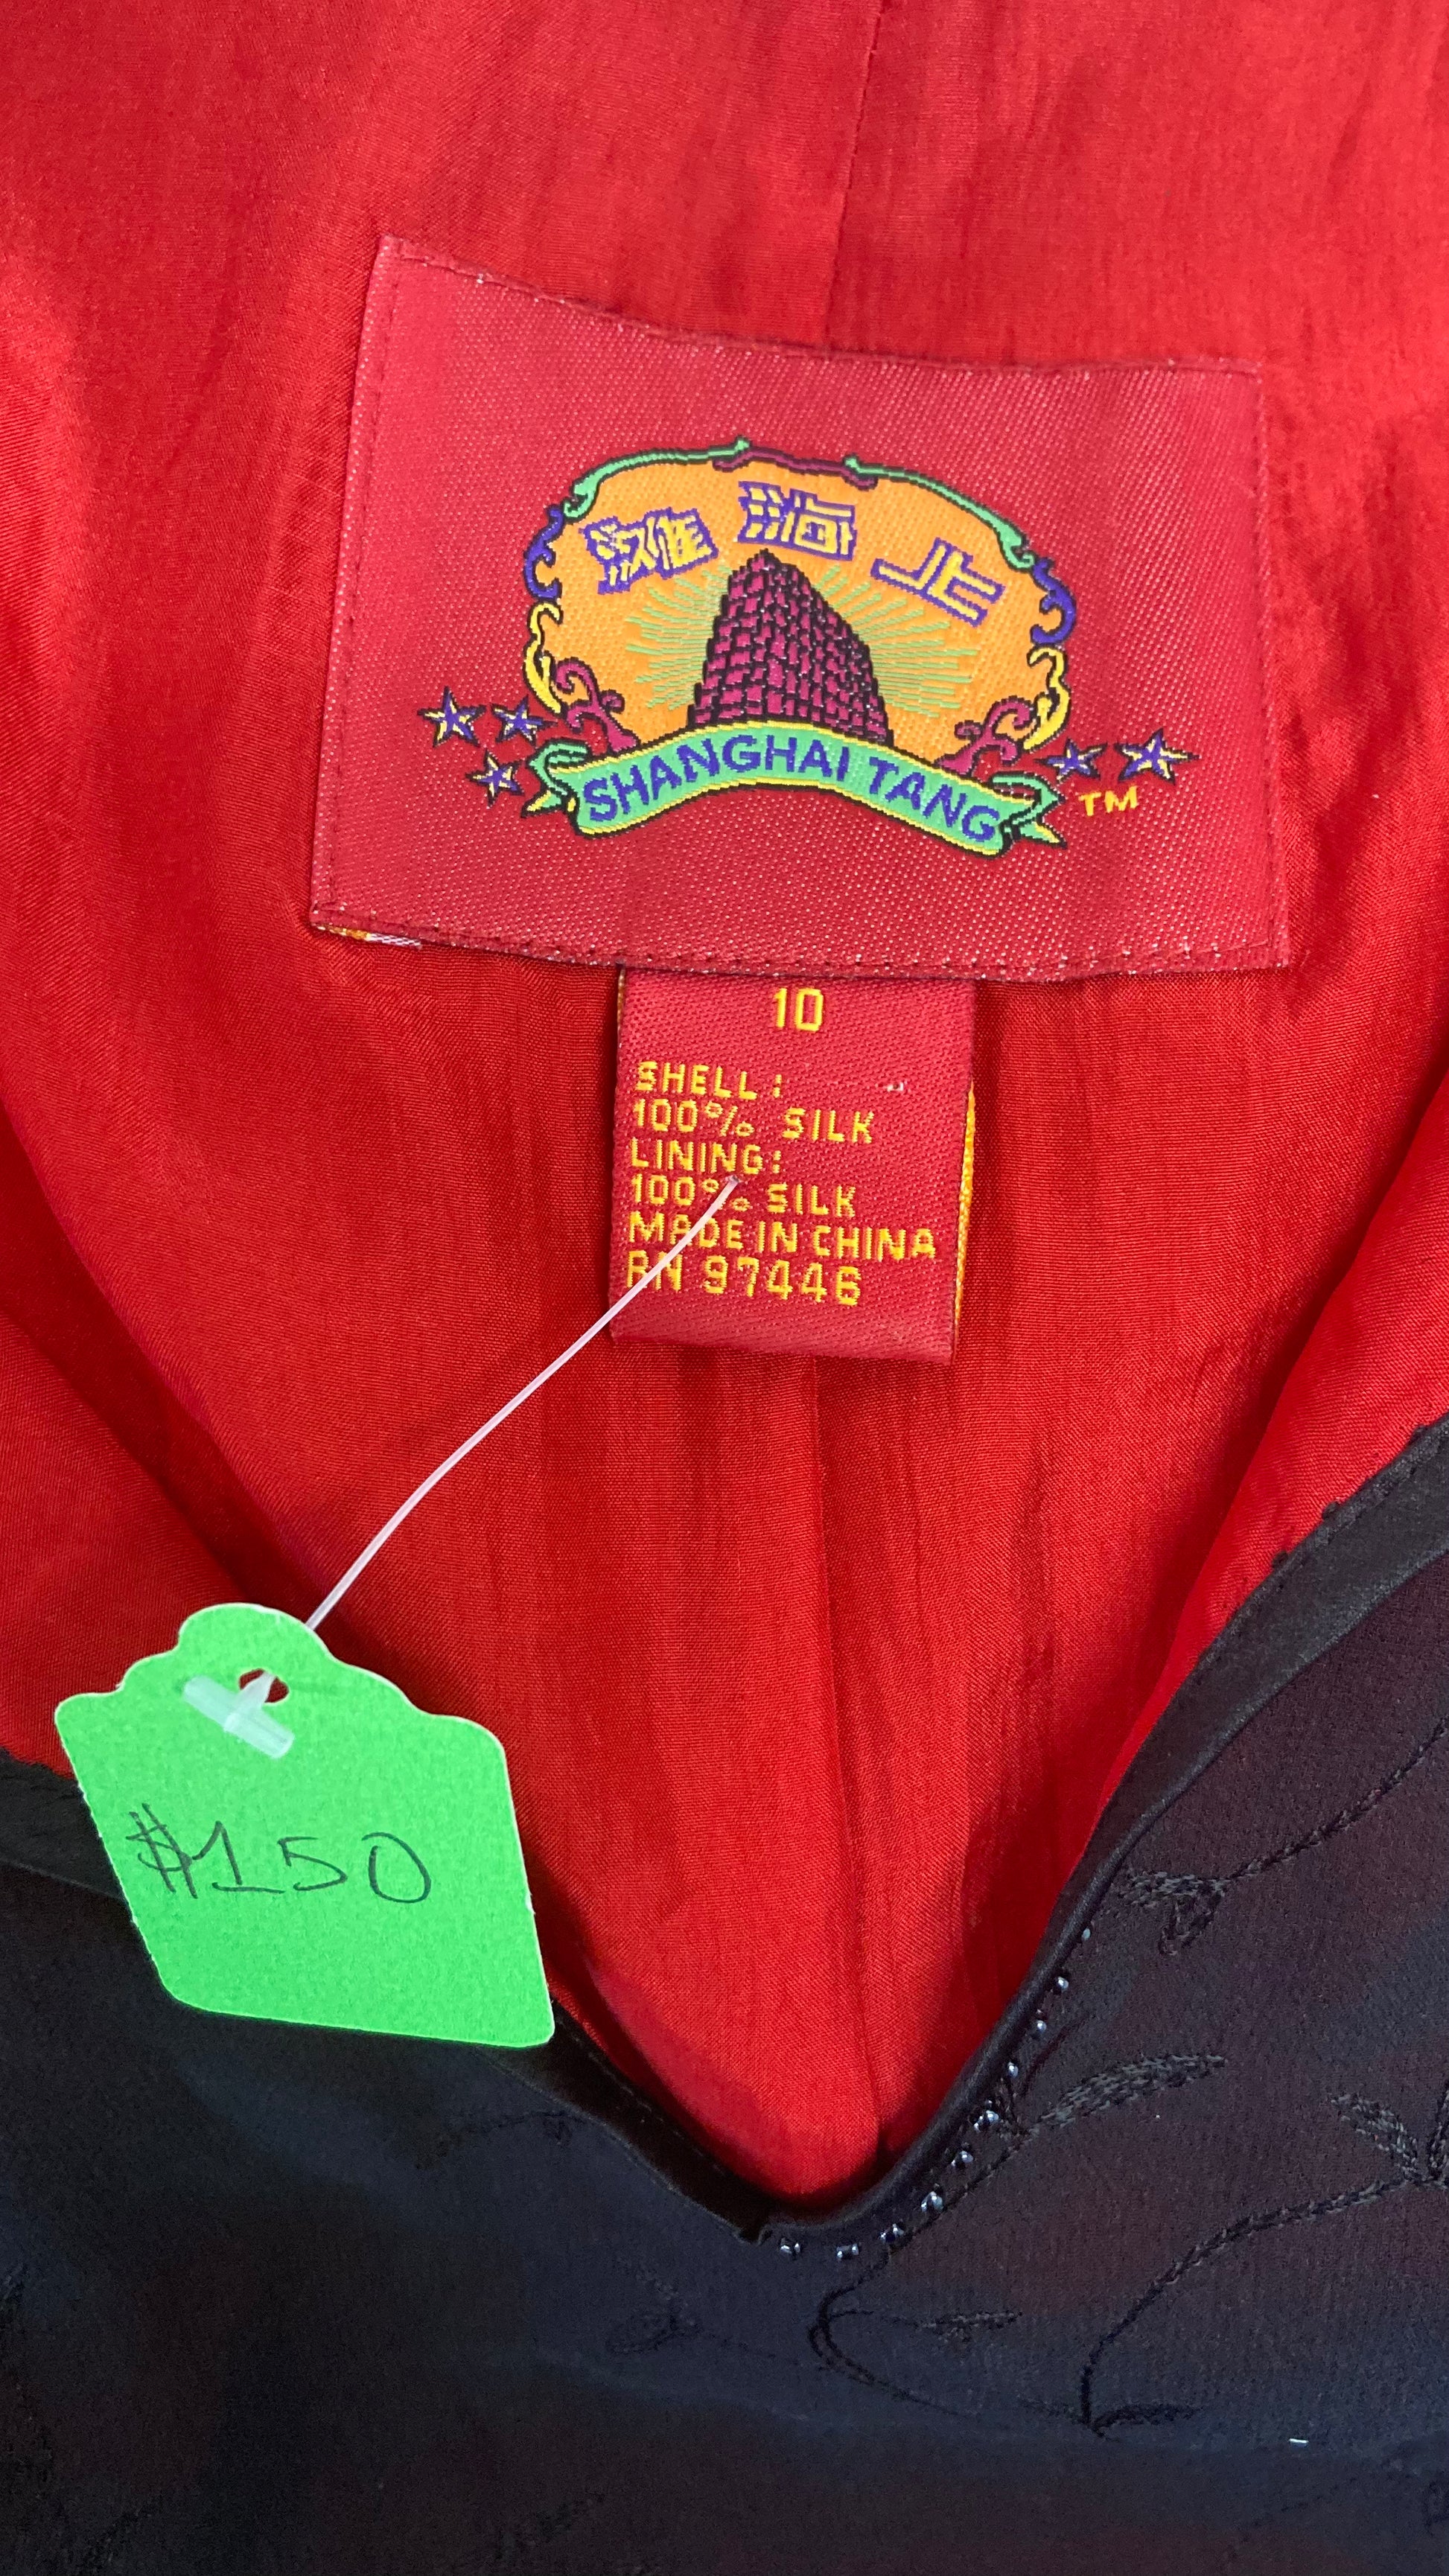 上海灘
SHANGHAI TANG
TM
10
SHELL:
100% SILK
LINING:
100% SILK
MADE IN CHINA
RN 97446
$150